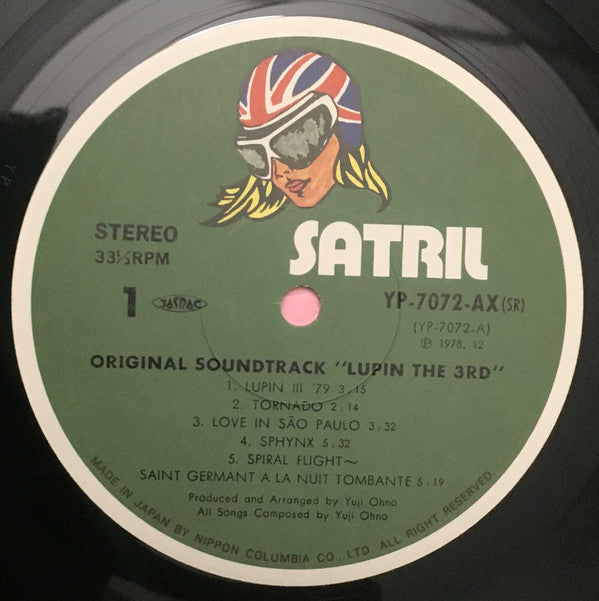 SATRIL
STEREO
33⅓RPM
1 JASRAC
YP-7072-AX(SR)
(YP-7072-A)
Ⓟ 1978. 12
ORIGINAL SOUNDTRACK "LUPIN THE 3RD"
1. LUPIN III '79 3:15
2. TORNADO 2:14
3. LOVE IN SÃO PAULO 3:32
4. SPHYNX 5:32
5. SPIRAL FLIGHT~
SAINT GERMANT A LA NUIT TOMBANTE 5:19
Produced and Arranged by Yuji Ohno
All Songs Composed by Yuji Ohno
MADE IN JAPAN BY NIPPON COLUMBIA CO., LTD. ALL RIGHT RESERVED.
YP